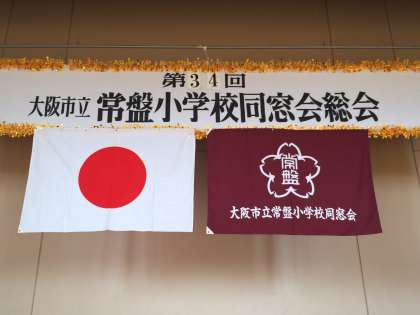 第34回
大阪市立 常盤小学校同窓会総会
常盤
大阪市立常盤小学校同窓会